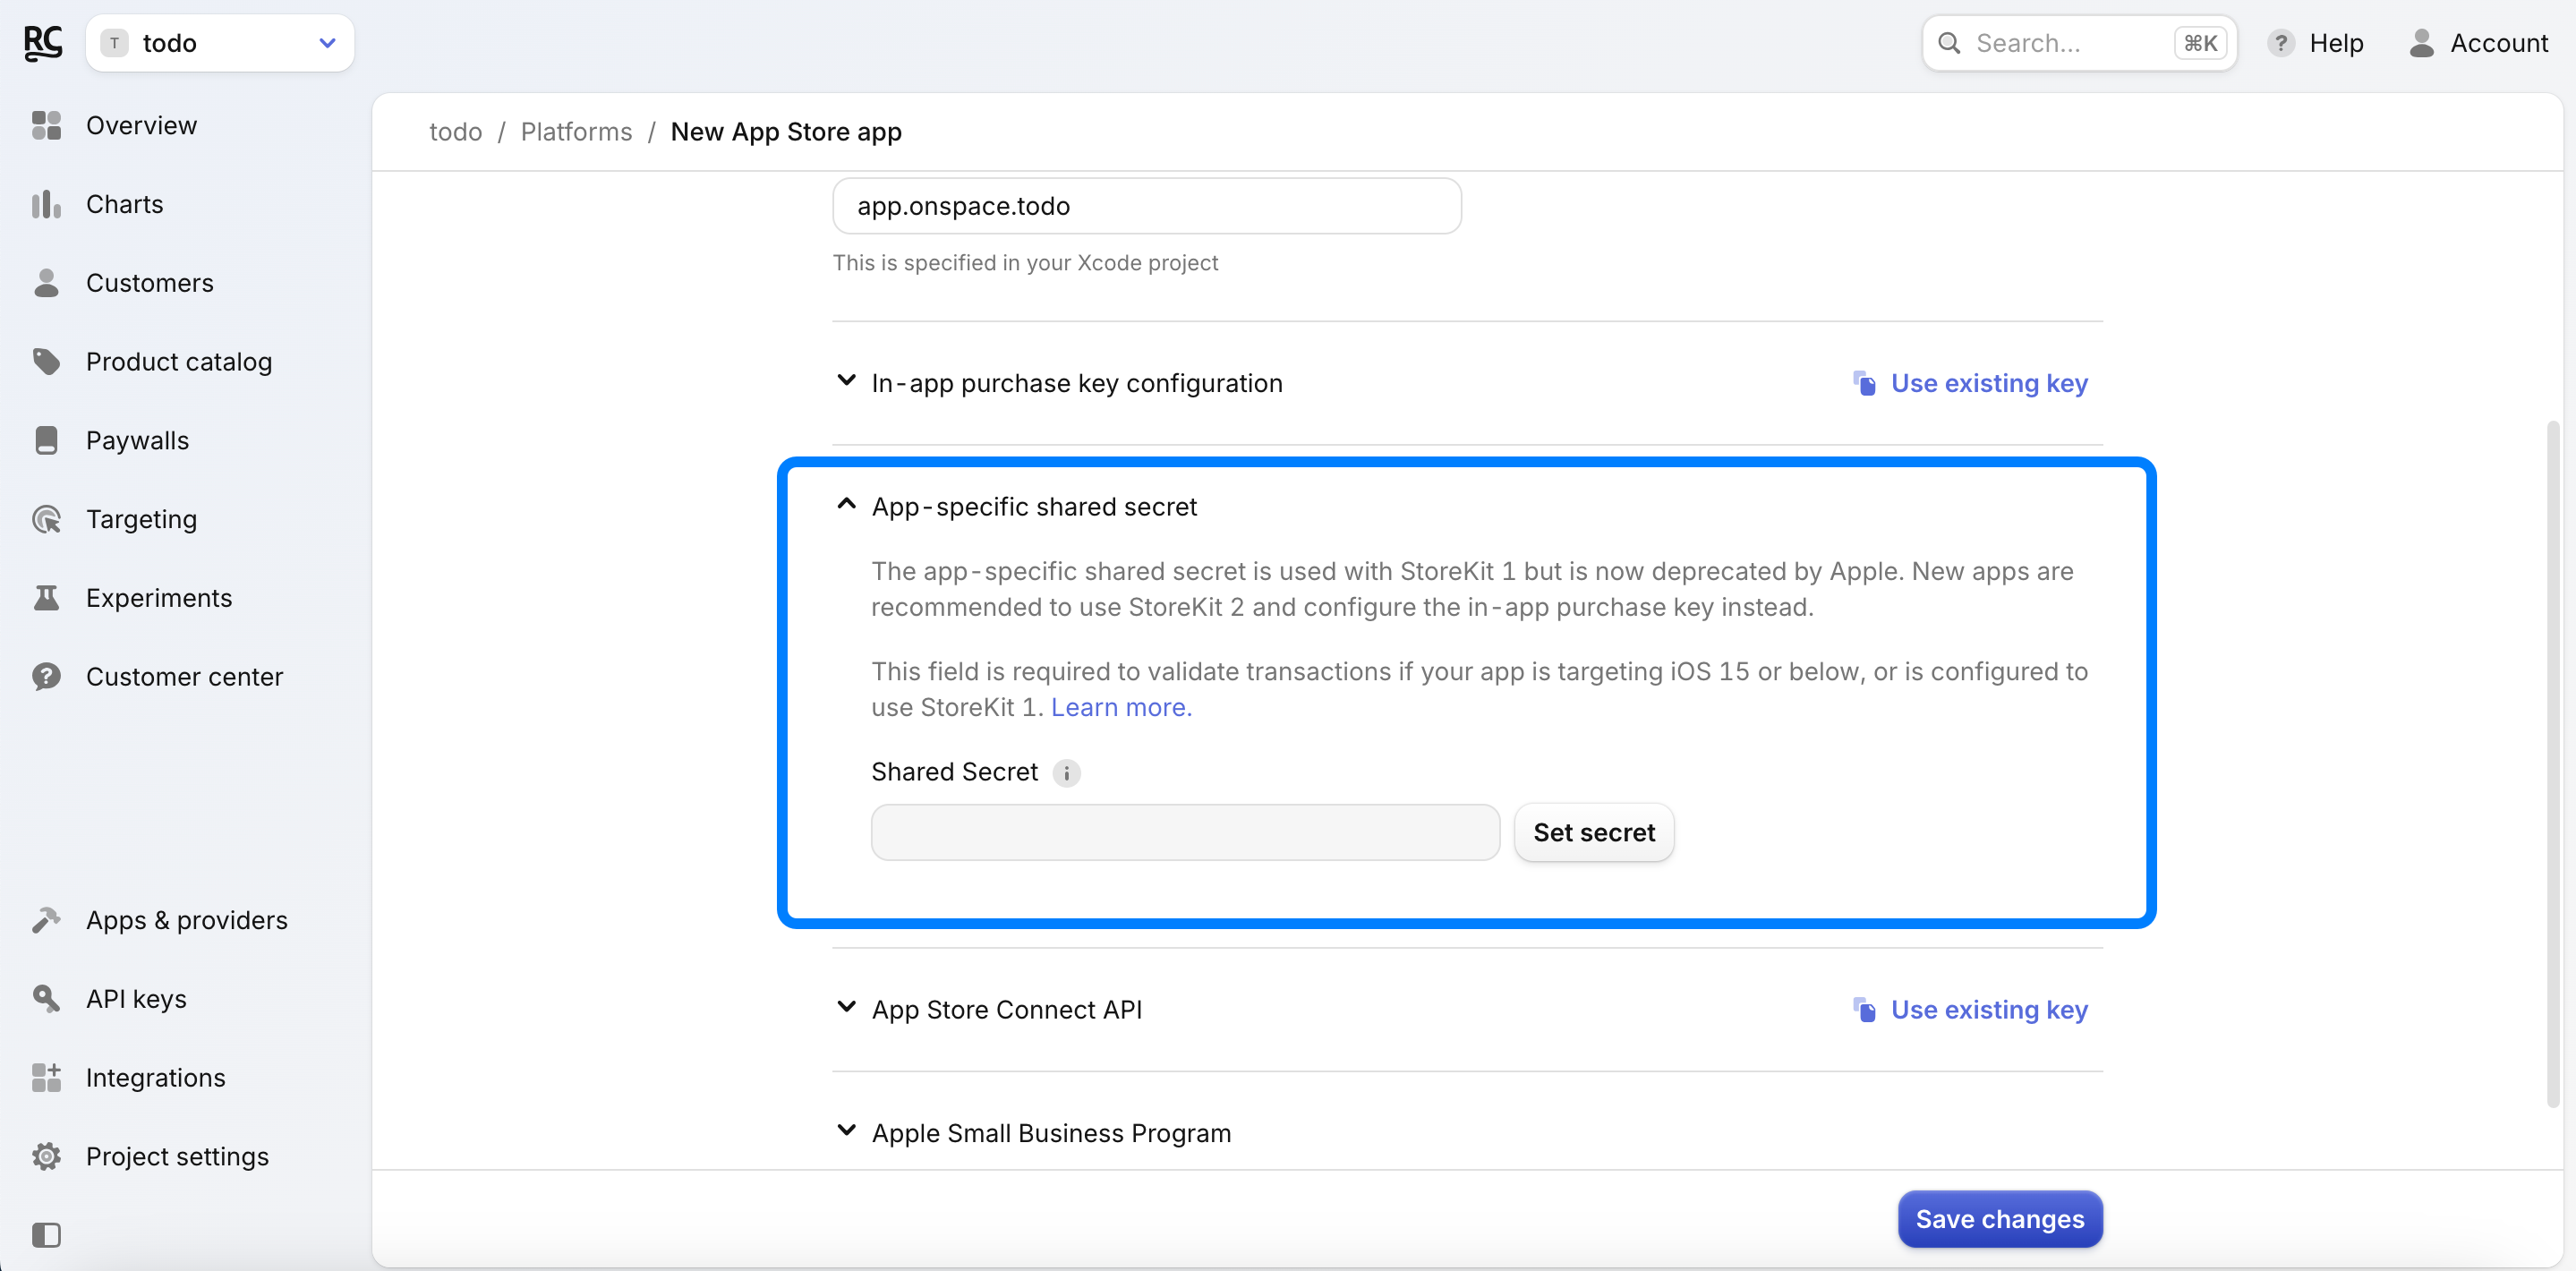 RC
T todo
Search... ⌘K
? Help
Account
Overview
Charts
Customers
Product catalog
Paywalls
Targeting
Experiments
Customer center
Apps & providers
API keys
Integrations
Project settings
todo / Platforms / New App Store app
app.onspace.todo
This is specified in your Xcode project
In-app purchase key configuration
Use existing key
App-specific shared secret
The app-specific shared secret is used with StoreKit 1 but is now deprecated by Apple. New apps are
recommended to use StoreKit 2 and configure the in-app purchase key instead.
This field is required to validate transactions if your app is targeting iOS 15 or below, or is configured to
use StoreKit 1. Learn more.
Shared Secret i
Set secret
App Store Connect API
Use existing key
Apple Small Business Program
Save changes